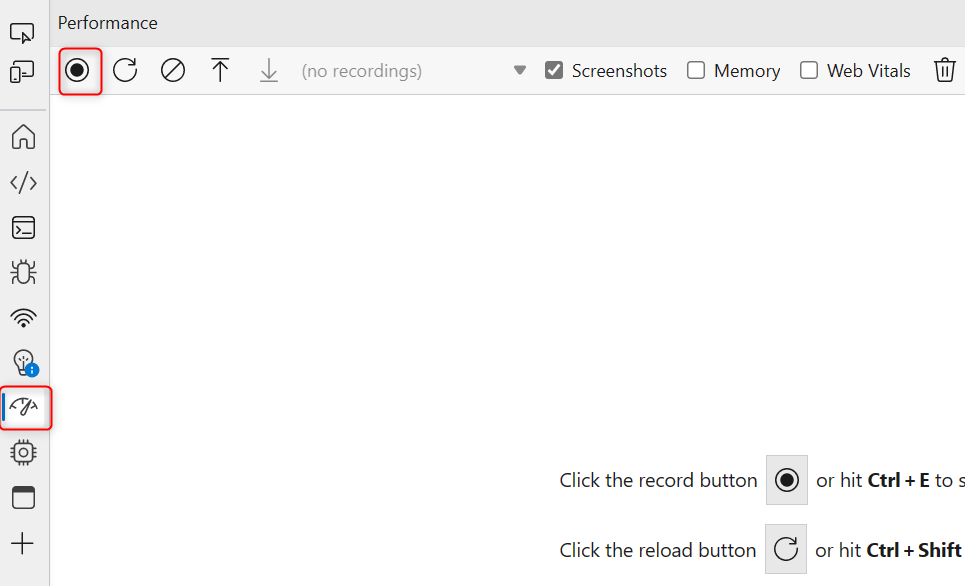 Performance
(no recordings) Screenshots Memory Web Vitals
Click the record button or hit Ctrl + E to s
Click the reload button or hit Ctrl + Shift